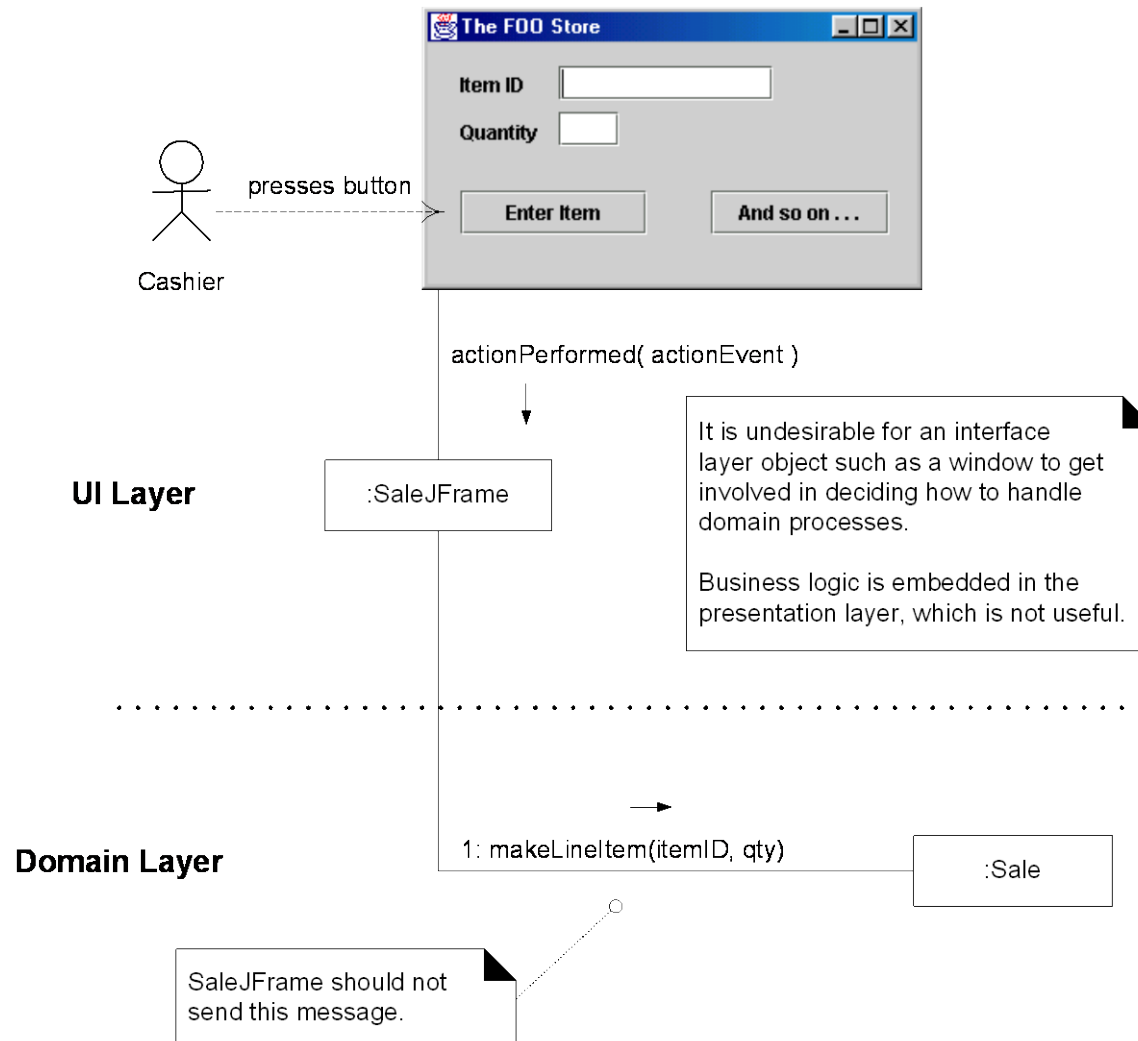 The FOO Store
Item ID
Quantity
presses button
Enter Item
And so on . . .
Cashier
actionPerformed( actionEvent )
It is undesirable for an interface
layer object such as a window to get
involved in deciding how to handle
domain processes.
Business logic is embedded in the
presentation layer, which is not useful.
UI Layer
:SaleJFrame
1: makeLineItem(itemID, qty)
Domain Layer
:Sale
SaleJFrame should not
send this message.